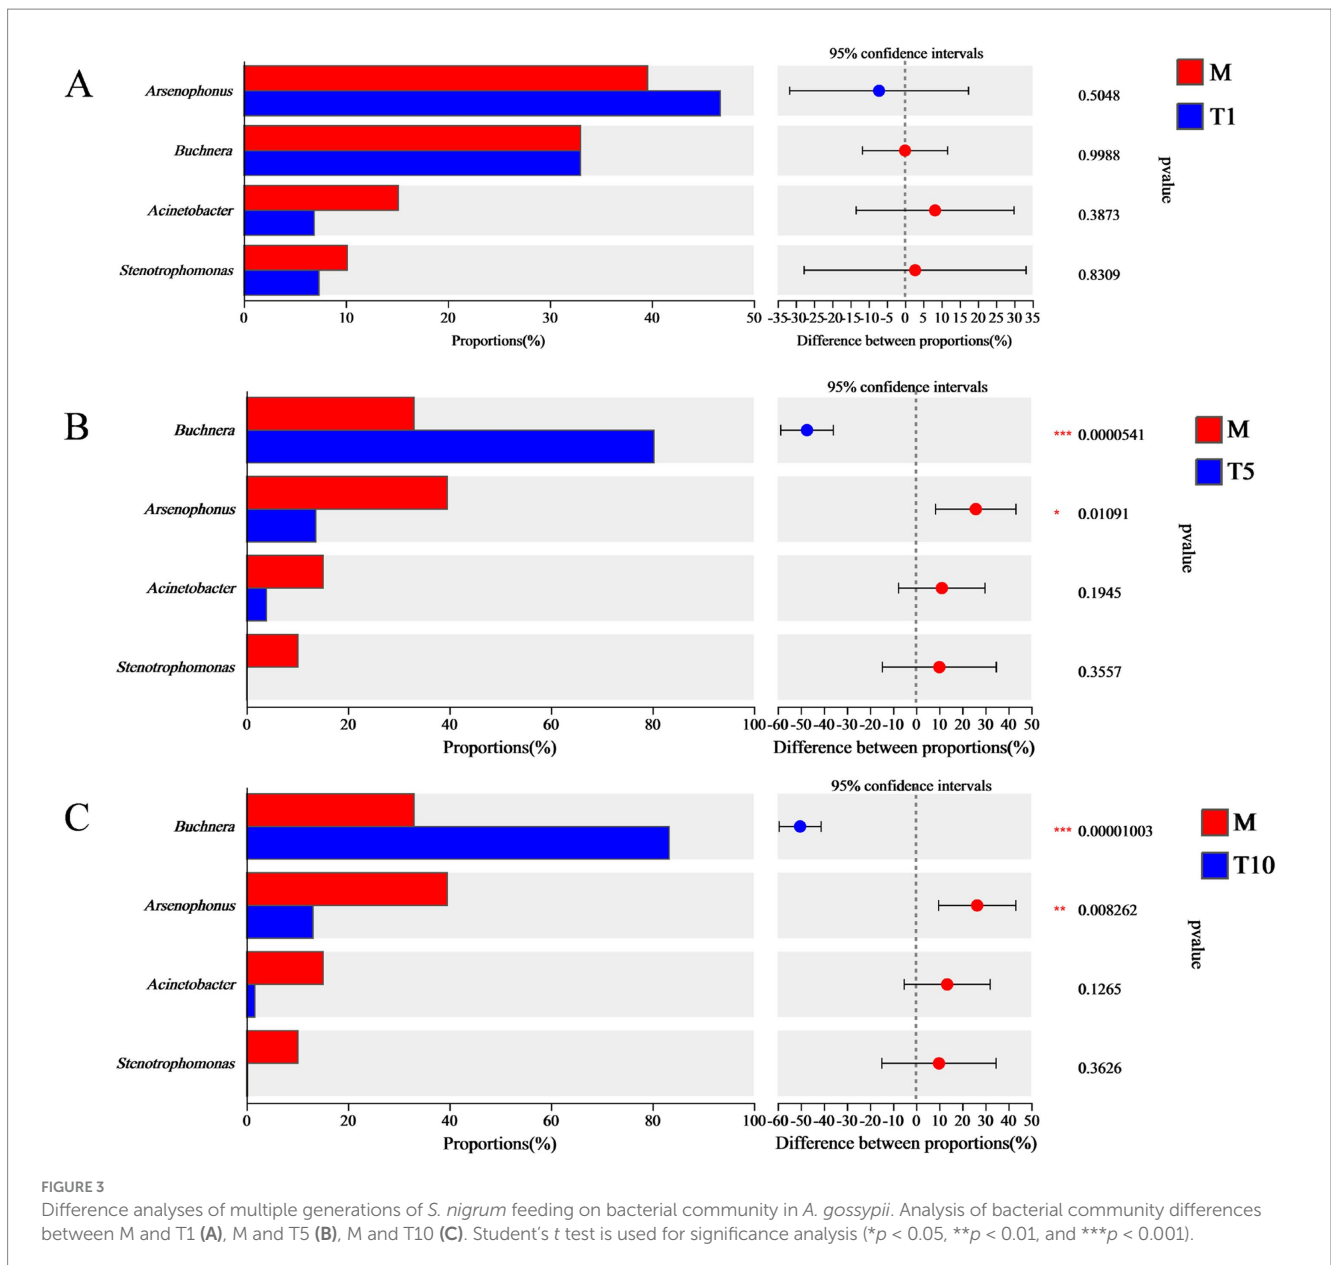 A
95% confidence intervals
M
T1
Arsenophonus
0.5048
Buchnera
0.9988
pvalue
Acinetobacter
0.3873
Stenotrophomonas
0.8309
0 10 20 30 40 50 -35 -30 -25 -20 -15 -10 -5 0 5 10 15 20 25 30 35
Proportions(%) Difference between proportions(%)
B
95% confidence intervals
M
T5
Buchnera
*** 0.0000541
Arsenophonus
* 0.01091
pvalue
Acinetobacter
0.1945
Stenotrophomonas
0.3557
0 20 40 60 80 100 -60 -50 -40 -30 -20 -10 0 10 20 30 40 50
Proportions(%) Difference between proportions(%)
C
95% confidence intervals
M
T10
Buchnera
*** 0.00001003
Arsenophonus
** 0.008262
pvalue
Acinetobacter
0.1265
Stenotrophomonas
0.3626
0 20 40 60 80 100 -60 -50 -40 -30 -20 -10 0 10 20 30 40 50
Proportions(%) Difference between proportions(%)
FIGURE 3
Difference analyses of multiple generations of S. nigrum feeding on bacterial community in A. gossypii. Analysis of bacterial community differences
between M and T1 (A), M and T5 (B), M and T10 (C). Student's t test is used for significance analysis (*p < 0.05, **p < 0.01, and ***p < 0.001).